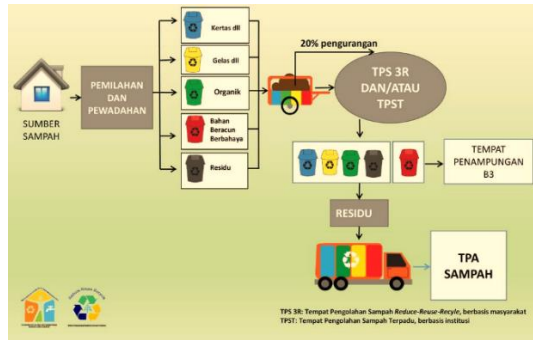 SUMBER
SAMPAH
PEMILAHAN
DAN
PEWADAHAN
Kertas dll
Gelas dll
Organik
Bahan
Beracun
Berbahaya
Residu
20% pengurangan
TPS 3R
DAN/ATAU
TPST
TEMPAT
PENAMPUNGAN
B3
RESIDU
TPA
SAMPAH
TPS 3R: Tempat Pengolahan Sampah Reduce-Reuse-Recyle, berbasis masyarakat
TPST: Tempat Pengolahan Sampah Terpadu, berbasis institusi